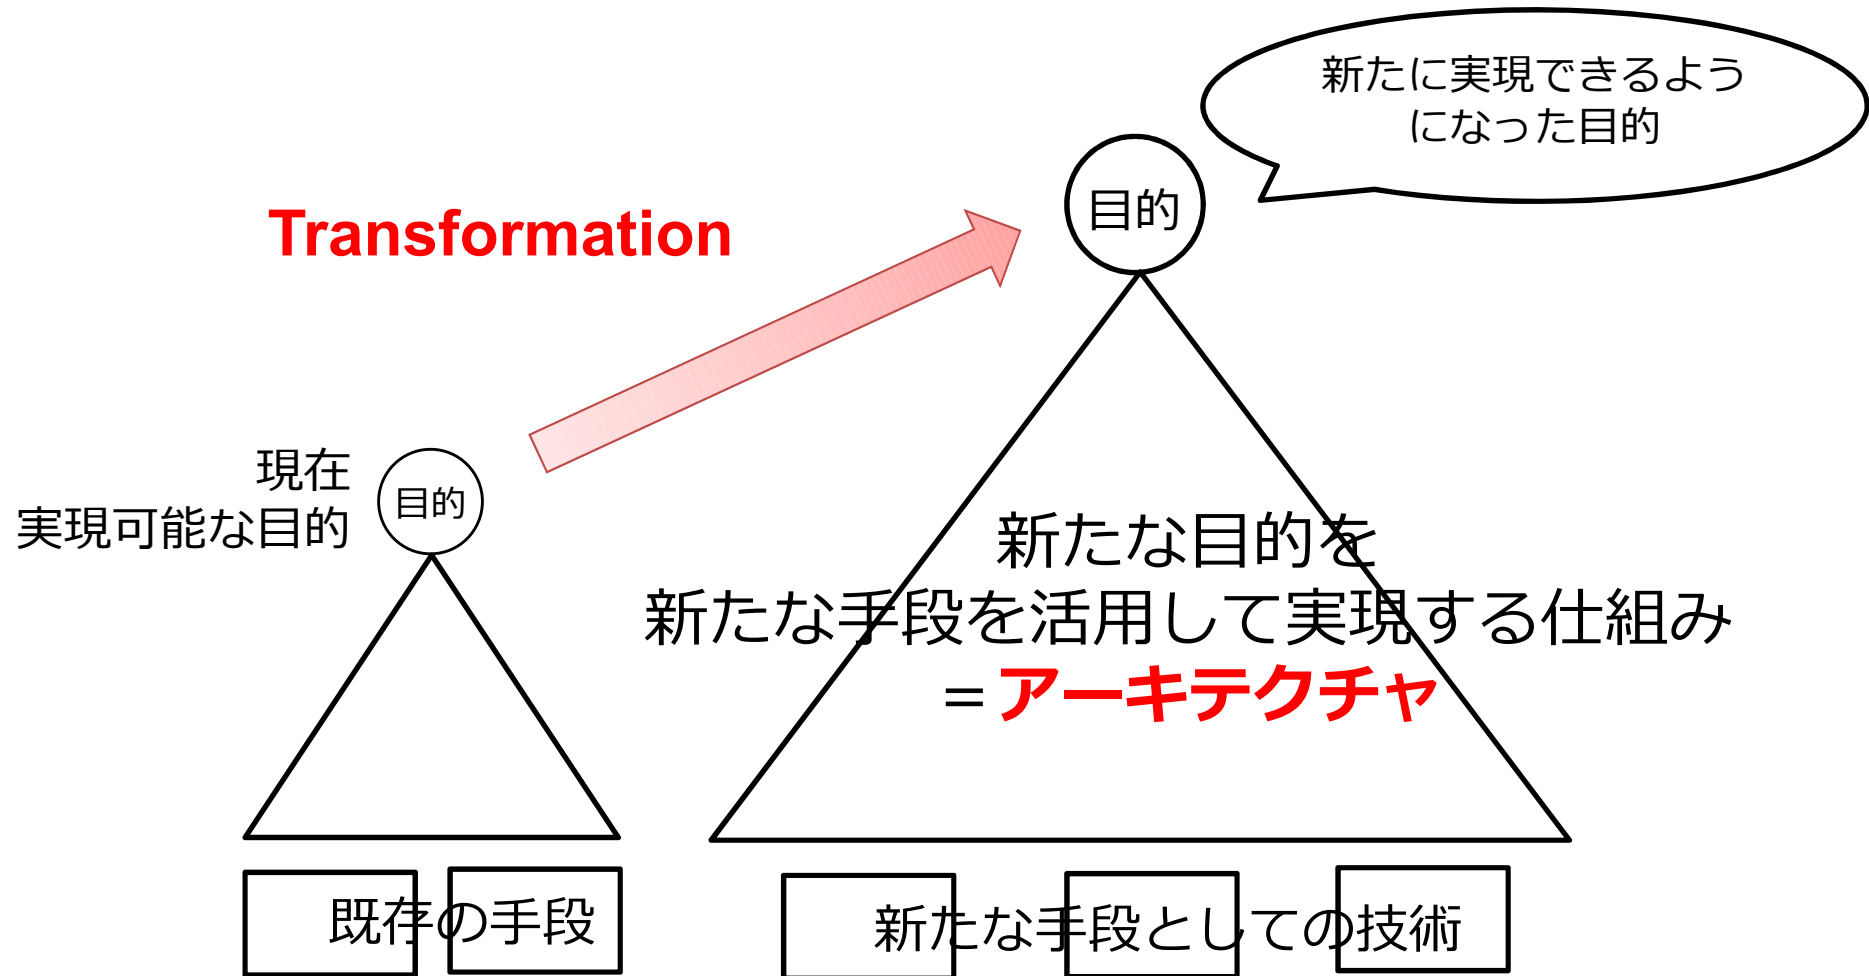 新たに実現できるよう
になった目的
目的
Transformation
現在
実現可能な目的
目的
新たな目的を
新たな手段を活用して実現する仕組み
=アーキテクチャ
既存の手段
新たな手段としての技術